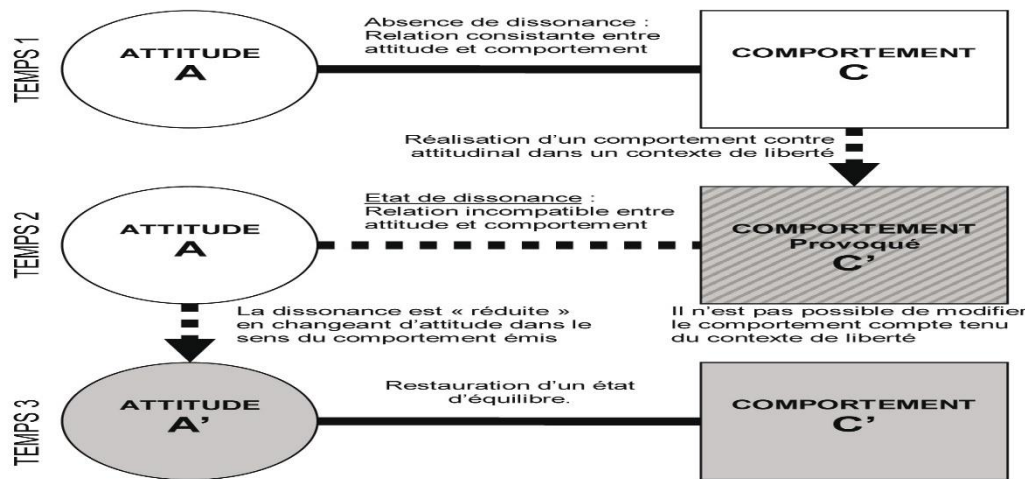 TEMPS 1
ATTITUDE
A
Absence de dissonance :
Relation consistante entre
attitude et comportement
COMPORTEMENT
C
Réalisation d'un comportement contre
attitudinal dans un contexte de liberté
TEMPS 2
ATTITUDE
A
Etat de dissonance :
Relation incompatible entre
attitude et comportement
COMPORTEMENT
Provoqué
C'
La dissonance est « réduite »
en changeant d'attitude dans le
sens du comportement émis
Il n'est pas possible de modifier
le comportement compte tenu
du contexte de liberté
TEMPS 3
ATTITUDE
A'
Restauration d'un état
d'équilibre.
COMPORTEMENT
C'